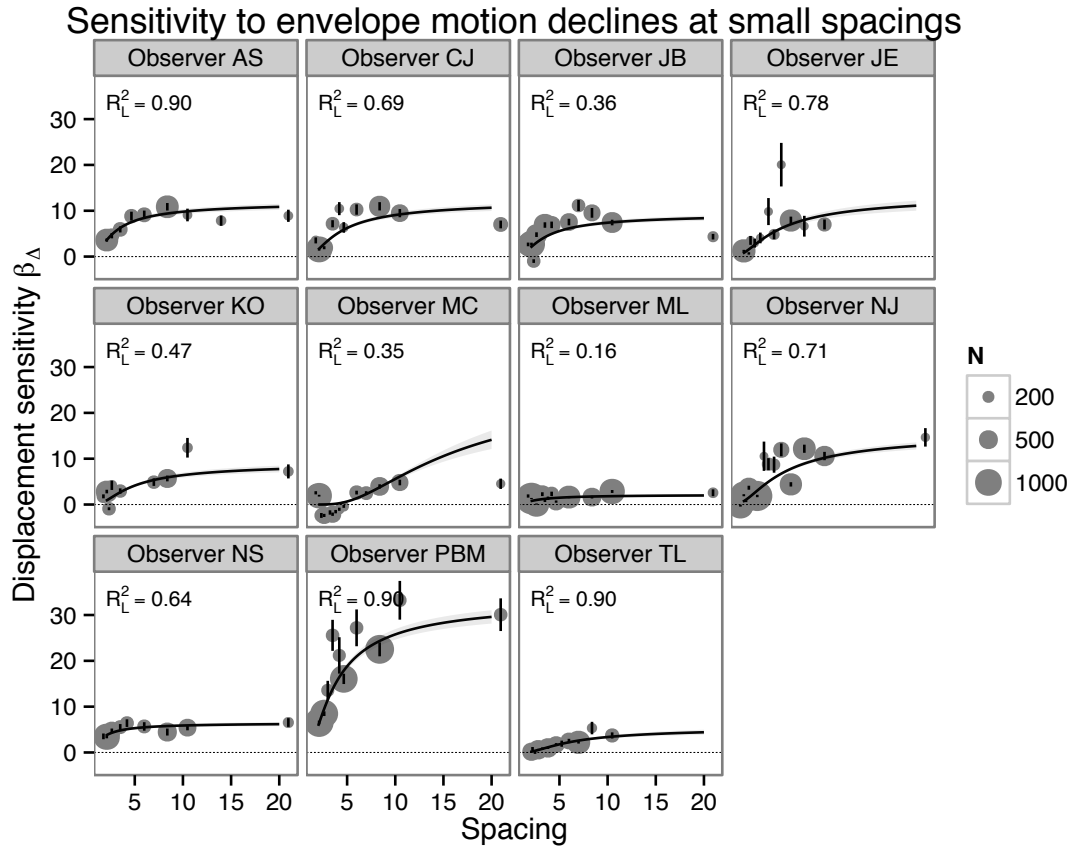 Sensitivity to envelope motion declines at small spacings
Observer AS Observer CJ Observer JB Observer JE
R²L = 0.90 R²L = 0.69 R²L = 0.36 R²L = 0.78
30
20
10
0
Observer KO Observer MC Observer ML Observer NJ
R²L = 0.47 R²L = 0.35 R²L = 0.16 R²L = 0.71
30
20
10
0
Observer NS Observer PBM Observer TL
R²L = 0.64 R²L = 0.90 R²L = 0.90
30
20
10
0
5 10 15 20 5 10 15 20 5 10 15 20
Spacing
Displacement sensitivity βΔ
N
200
500
1000